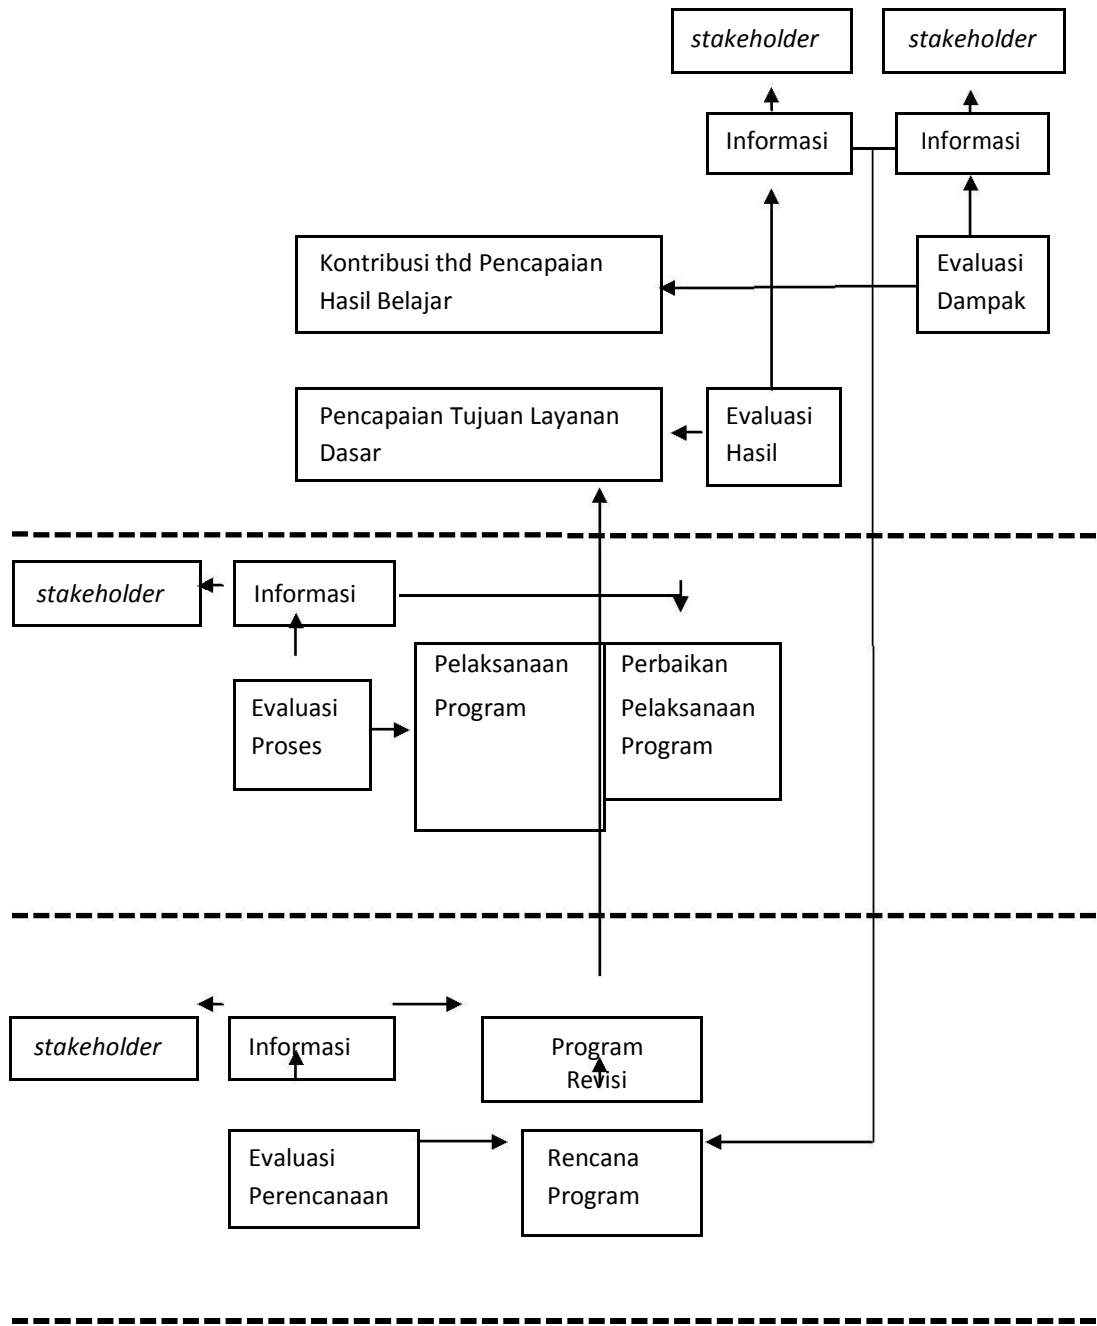 stakeholder
stakeholder
Informasi
Informasi
Kontribusi thd Pencapaian
Hasil Belajar
Evaluasi
Dampak
Pencapaian Tujuan Layanan
Dasar
Evaluasi
Hasil
stakeholder
Informasi
Pelaksanaan
Program
Perbaikan
Pelaksanaan
Program
Evaluasi
Proses
stakeholder
Informasi
Program
Revisi
Evaluasi
Perencanaan
Rencana
Program